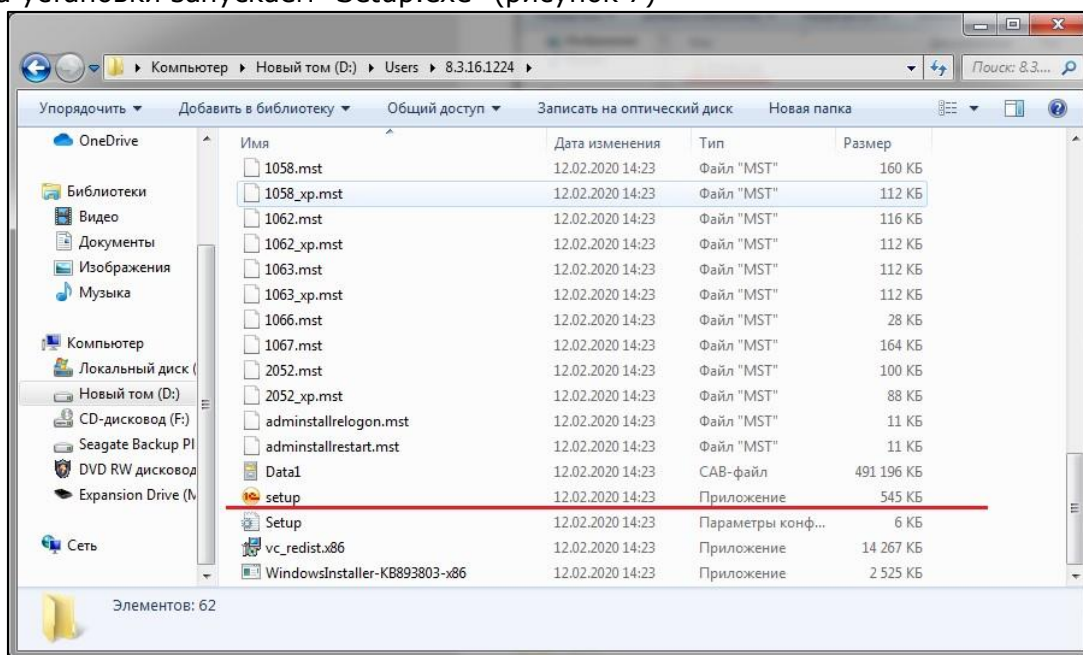 установки запускаем "Setup.exe" (рисунок 7)
Компьютер ▸ Новый том (D:) ▸ Users ▸ 8.3.16.1224 ▸
Поиск: 8.3....
Упорядочить Добавить в библиотеку Общий доступ Записать на оптический диск Новая папка
OneDrive
Библиотеки
Видео
Документы
Изображения
Музыка
Компьютер
Локальный диск (
Новый том (D:)
CD-дисковод (F:)
Seagate Backup Pl
DVD RW дисковод
Expansion Drive (
Сеть
Имя Дата изменения Тип Размер
1058.mst 12.02.2020 14:23 Файл "MST" 160 КБ
1058_xp.mst 12.02.2020 14:23 Файл "MST" 112 КБ
1062.mst 12.02.2020 14:23 Файл "MST" 116 КБ
1062_xp.mst 12.02.2020 14:23 Файл "MST" 112 КБ
1063.mst 12.02.2020 14:23 Файл "MST" 112 КБ
1063_xp.mst 12.02.2020 14:23 Файл "MST" 112 КБ
1066.mst 12.02.2020 14:23 Файл "MST" 28 КБ
1067.mst 12.02.2020 14:23 Файл "MST" 164 КБ
2052.mst 12.02.2020 14:23 Файл "MST" 100 КБ
2052_xp.mst 12.02.2020 14:23 Файл "MST" 88 КБ
adminstallrelogon.mst 12.02.2020 14:23 Файл "MST" 11 КБ
adminstallrestart.mst 12.02.2020 14:23 Файл "MST" 11 КБ
Data1 12.02.2020 14:23 CAB-файл 491 196 КБ
setup 12.02.2020 14:23 Приложение 545 КБ
Setup 12.02.2020 14:23 Параметры конф... 6 КБ
vc_redist.x86 12.02.2020 14:23 Приложение 14 267 КБ
WindowsInstaller-KB893803-x86 12.02.2020 14:23 Приложение 2 525 КБ
Элементов: 62